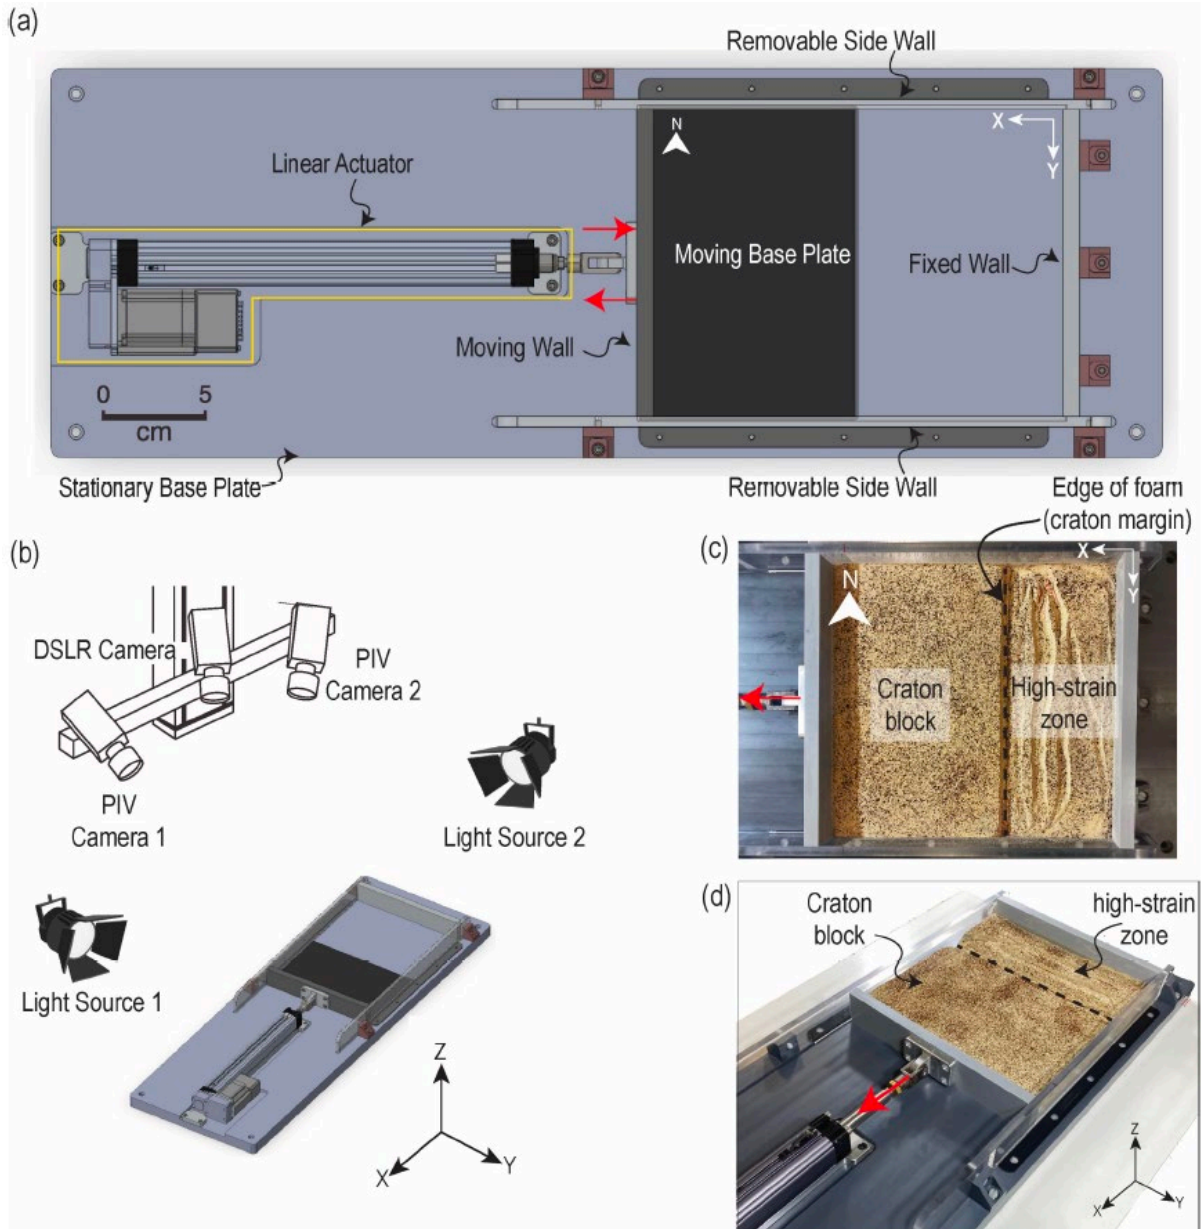 (a)
Removable Side Wall
N
X
Y
Linear Actuator
Moving Base Plate
Fixed Wall
Moving Wall
0 5
cm
Stationary Base Plate
Removable Side Wall
Edge of foam
(craton margin)
(b)
DSLR Camera
PIV
Camera 2
PIV
Camera 1
Light Source 2
Light Source 1
Z
X
Y
(c)
X
Y
N
Craton
block
High-strain
zone
(d)
Craton
block
high-strain
zone
Z
X
Y